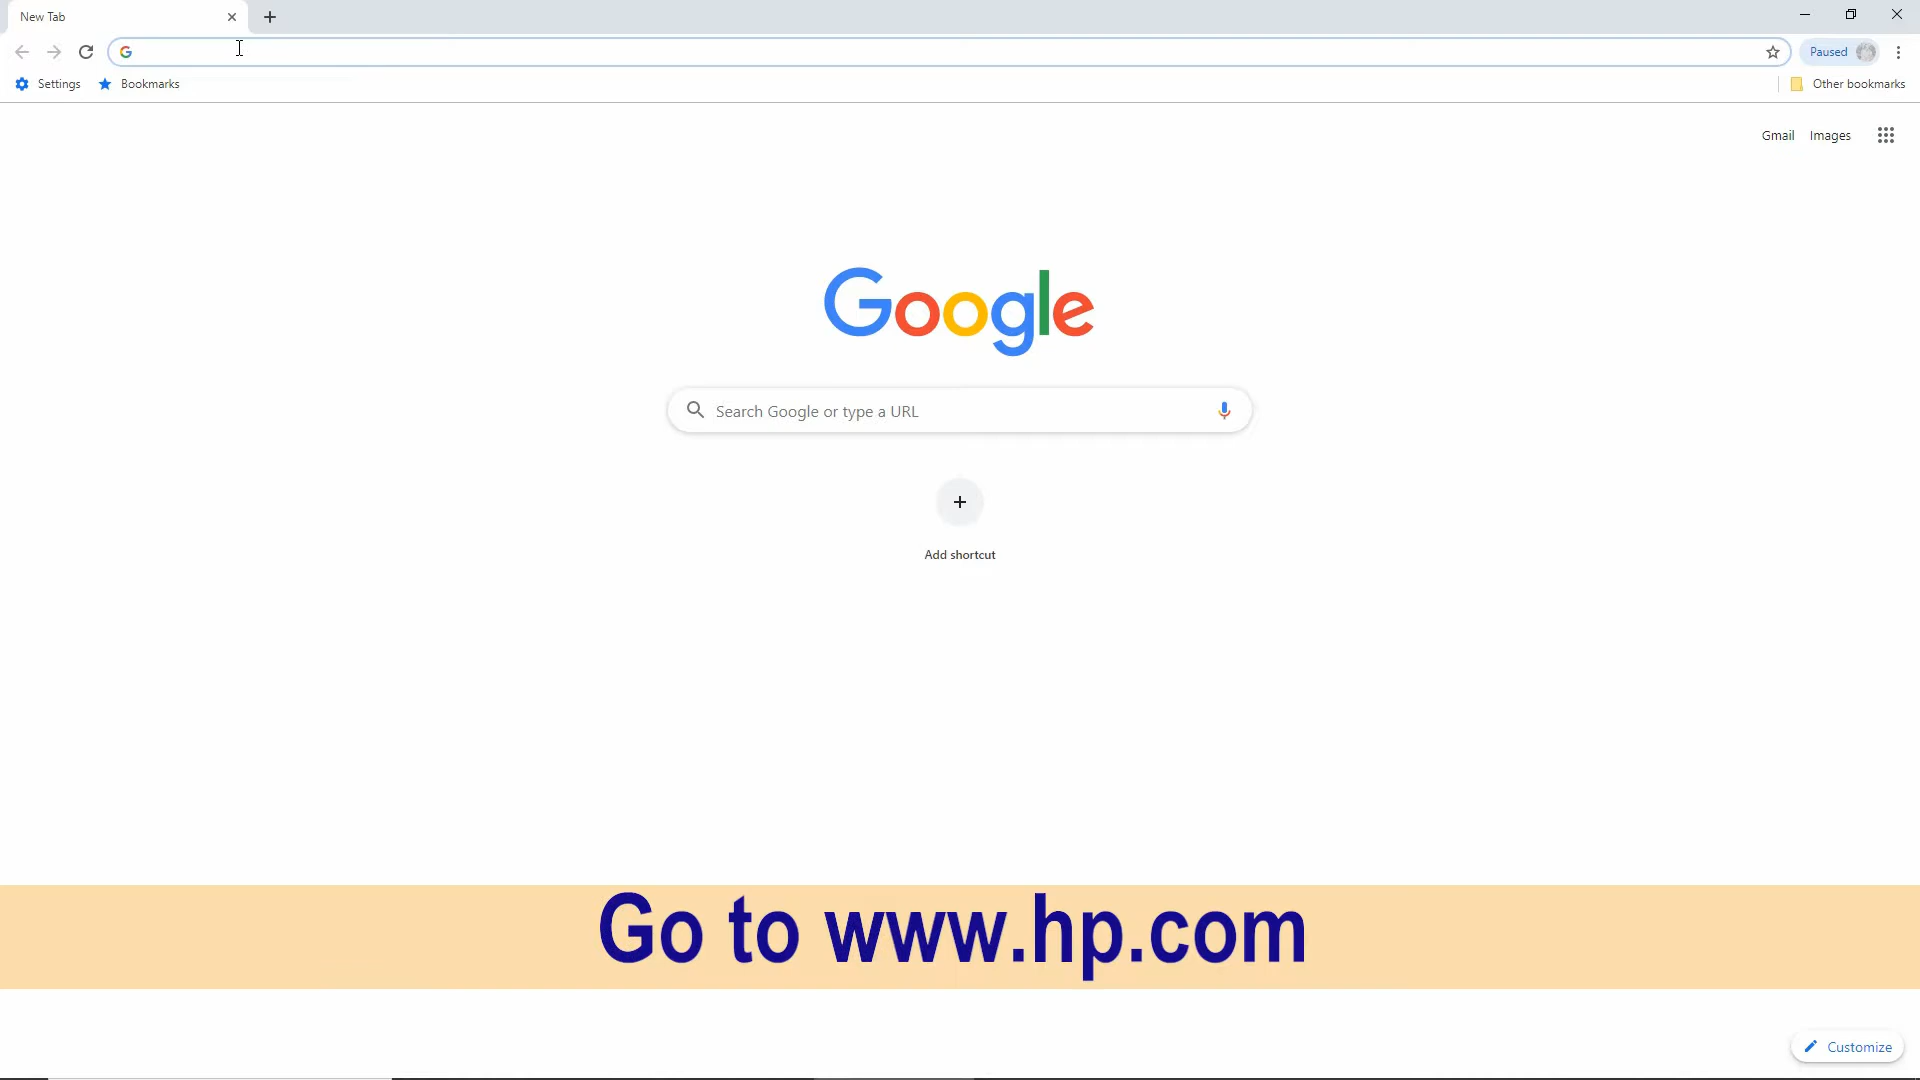 New Tab
Paused
Settings
Bookmarks
Other bookmarks
Gmail
Images
Google
Search Google or type a URL
Add shortcut
Go to www.hp.com
Customize